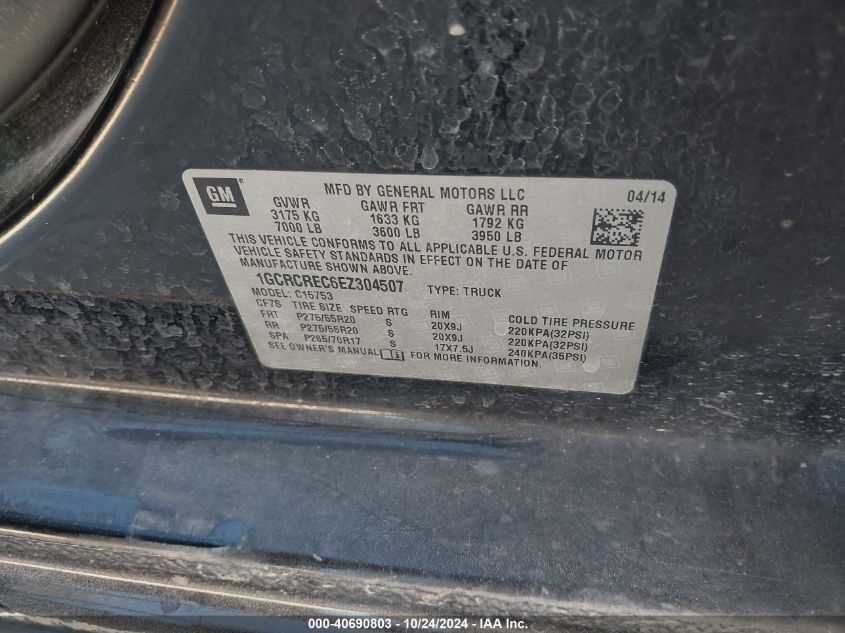 GM®
MFD BY GENERAL MOTORS LLC 04/14
GVWR GAWR FRT GAWR RR
3175 KG 1633 KG 1792 KG
7000 LB 3600 LB 3950 LB
THIS VEHICLE CONFORMS TO ALL APPLICABLE U.S. FEDERAL MOTOR
VEHICLE SAFETY STANDARDS IN EFFECT ON THE DATE OF
MANUFACTURE SHOWN ABOVE.
1GCRCREC6EZ304507 TYPE: TRUCK
MODEL: C15753
CFTS TIRE SIZE SPEED RTG RIM COLD TIRE PRESSURE
FRT P275/55R20 S 20X9J 220KPA(32PSI)
RR P275/55R20 S 20X9J 220KPA(32PSI)
SPA P265/70R17 S 17X7.5J 240KPA(35PSI)
SEE OWNER'S MANUAL FOR MORE INFORMATION.
000-40690803 - 10/24/2024 - IAA Inc.